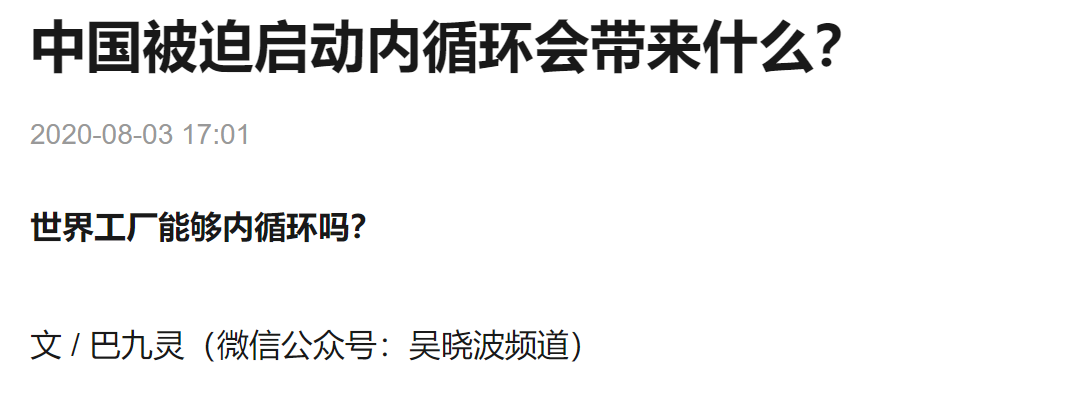 中国被迫启动内循环会带来什么？
2020-08-03 17:01
世界工厂能够内循环吗？
文 / 巴九灵（微信公众号：吴晓波频道）